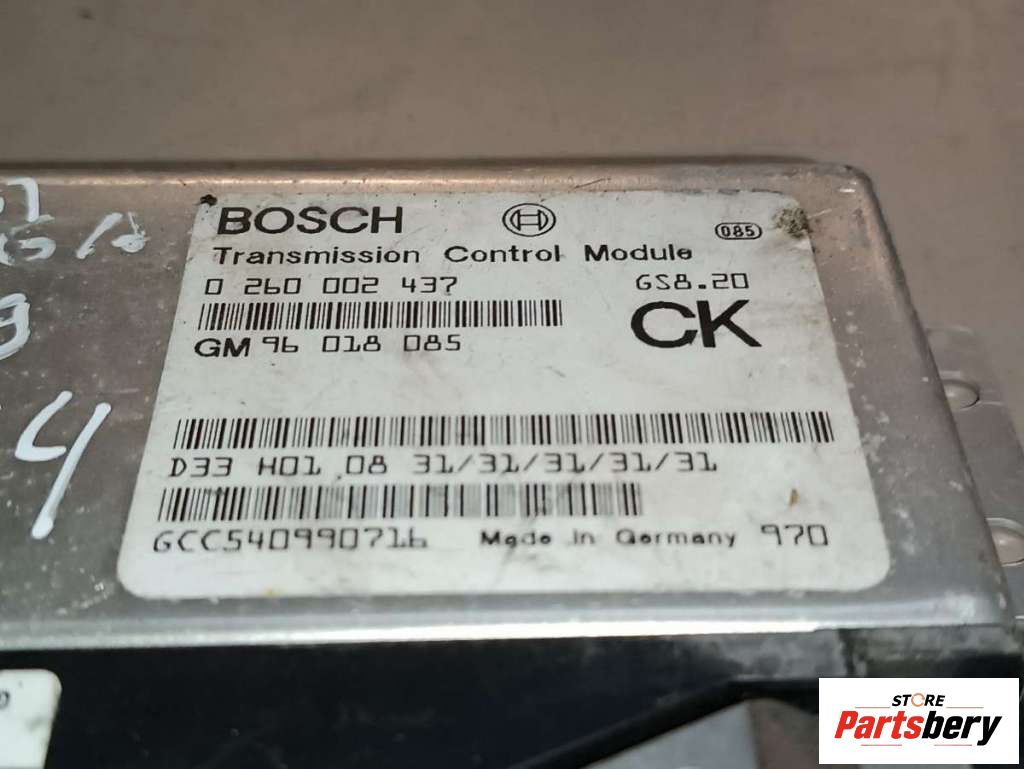 BOSCH
085
Transmission Control Module
0 260 002 437 GS8.20
CK
GM 96 018 085
D33 H01 08 31/31/31/31/31
GCC540990716 Made in Germany 970
4
STORE
Partsbery